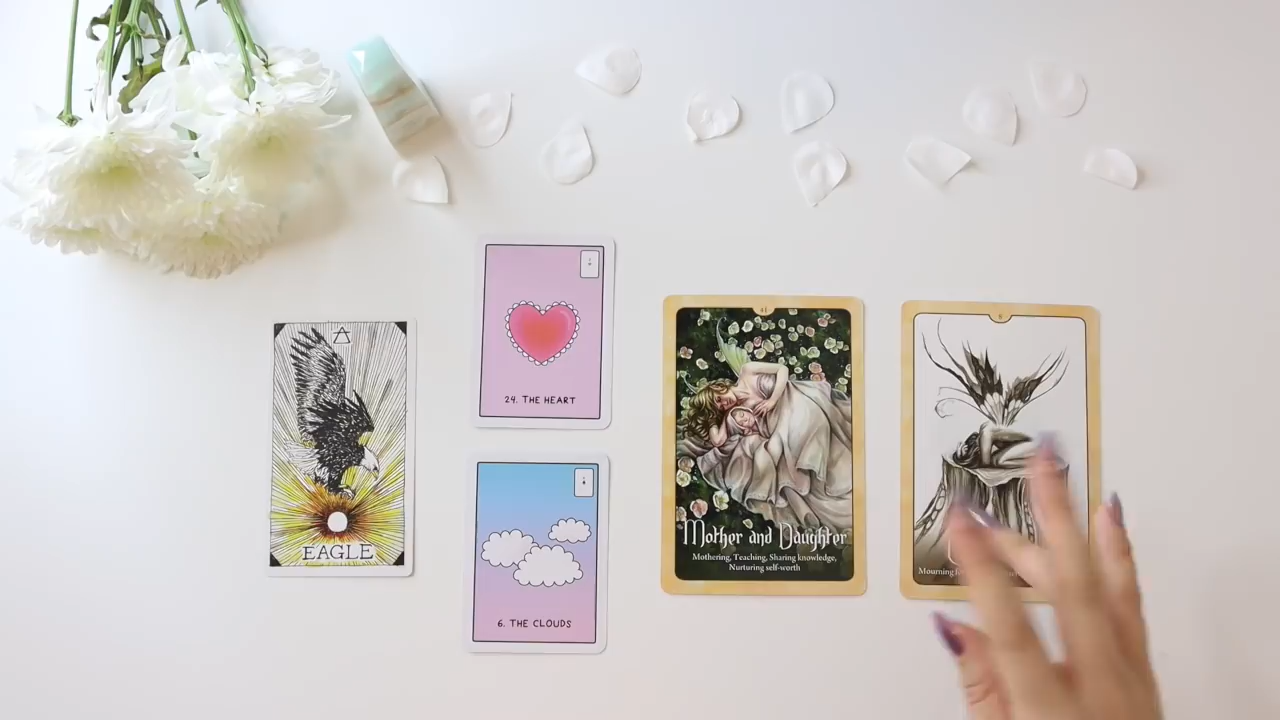 EAGLE
24. THE HEART
6. THE CLOUDS
Mother and Daughter
Mothering, Teaching, Sharing knowledge,
Nurturing self-worth
Mourning